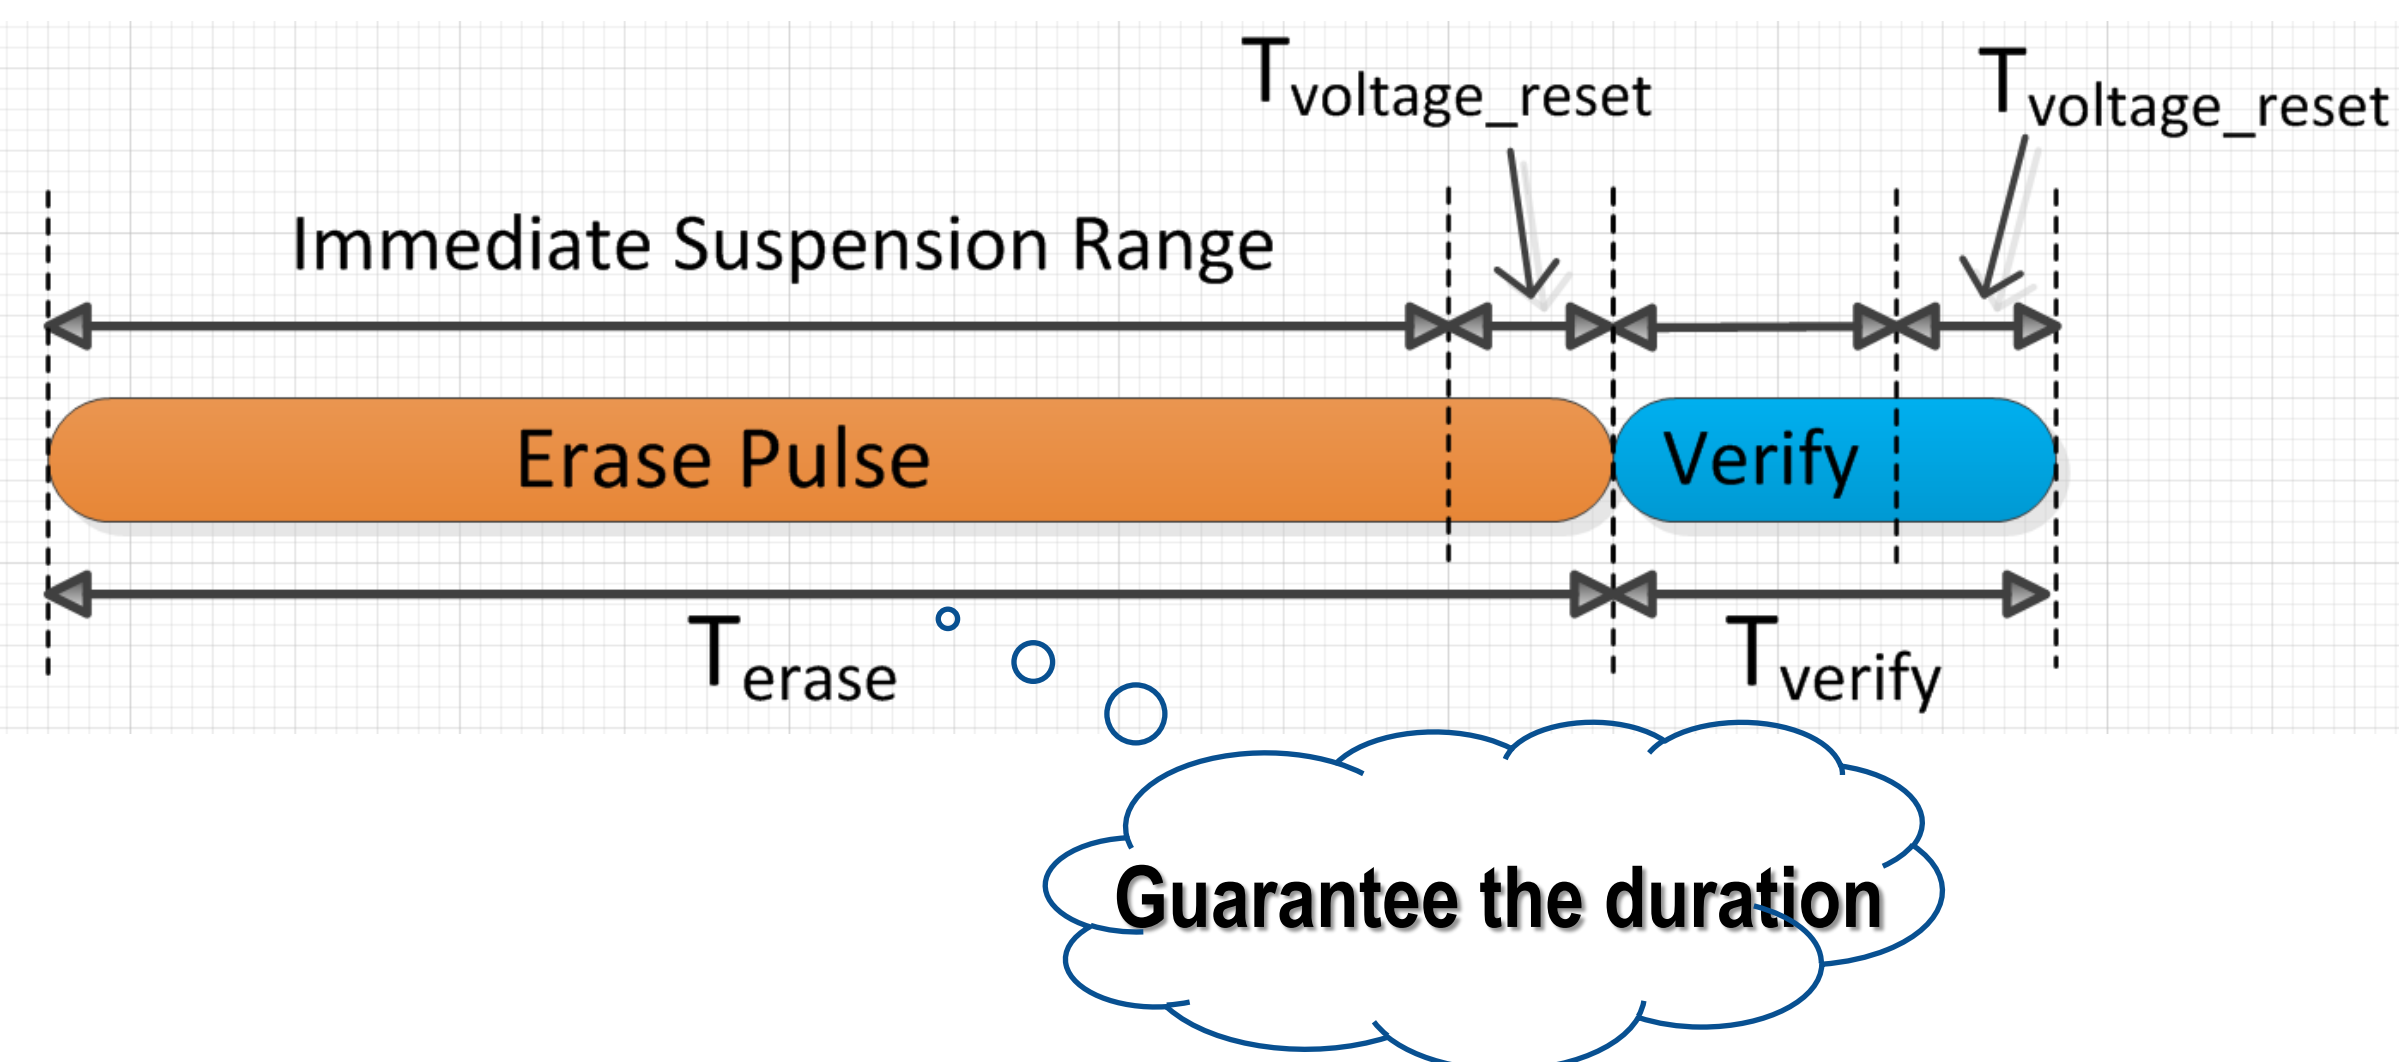 Tvoltage_reset
Tvoltage_reset
Immediate Suspension Range
Erase Pulse
Verify
Terase
Tverify
Guarantee the duration